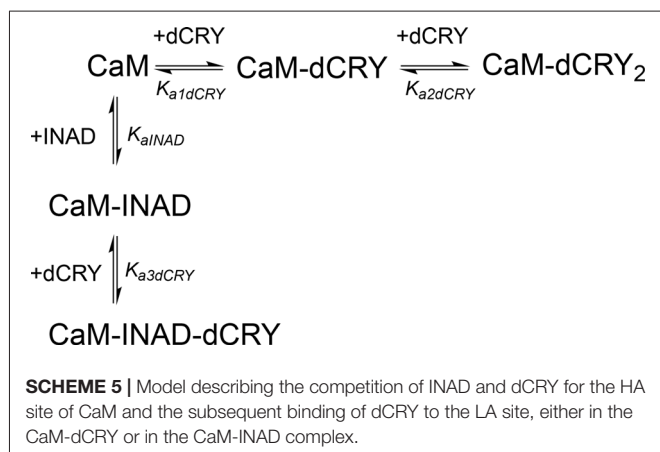 +dCRY +dCRY
CaM CaM-dCRY CaM-dCRY₂
Kₐ₁dCRY Kₐ₂dCRY
+INAD KₐINAD
CaM-INAD
+dCRY Kₐ₃dCRY
CaM-INAD-dCRY
SCHEME 5 | Model describing the competition of INAD and dCRY for the HA
site of CaM and the subsequent binding of dCRY to the LA site, either in the
CaM-dCRY or in the CaM-INAD complex.